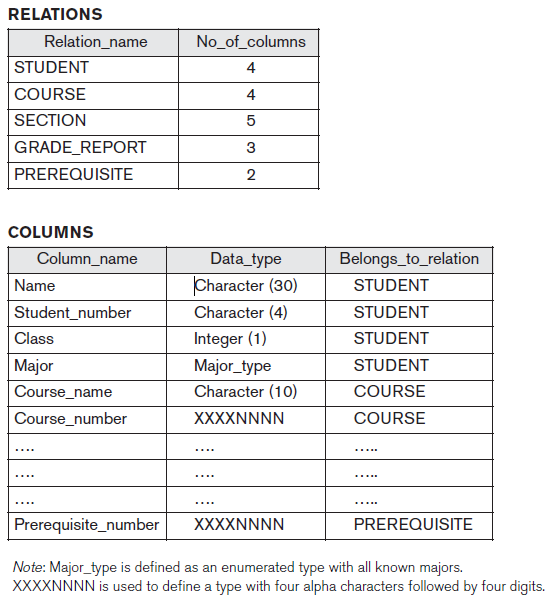 RELATIONS
Relation_name No_of_columns
STUDENT 4
COURSE 4
SECTION 5
GRADE_REPORT 3
PREREQUISITE 2
COLUMNS
Column_name Data_type Belongs_to_relation
Name Character (30) STUDENT
Student_number Character (4) STUDENT
Class Integer (1) STUDENT
Major Major_type STUDENT
Course_name Character (10) COURSE
Course_number XXXXNNNN COURSE
.... .... .....
.... .... .....
.... .... .....
Prerequisite_number XXXXNNNN PREREQUISITE
Note: Major_type is defined as an enumerated type with all known majors.
XXXXNNNN is used to define a type with four alpha characters followed by four digits.